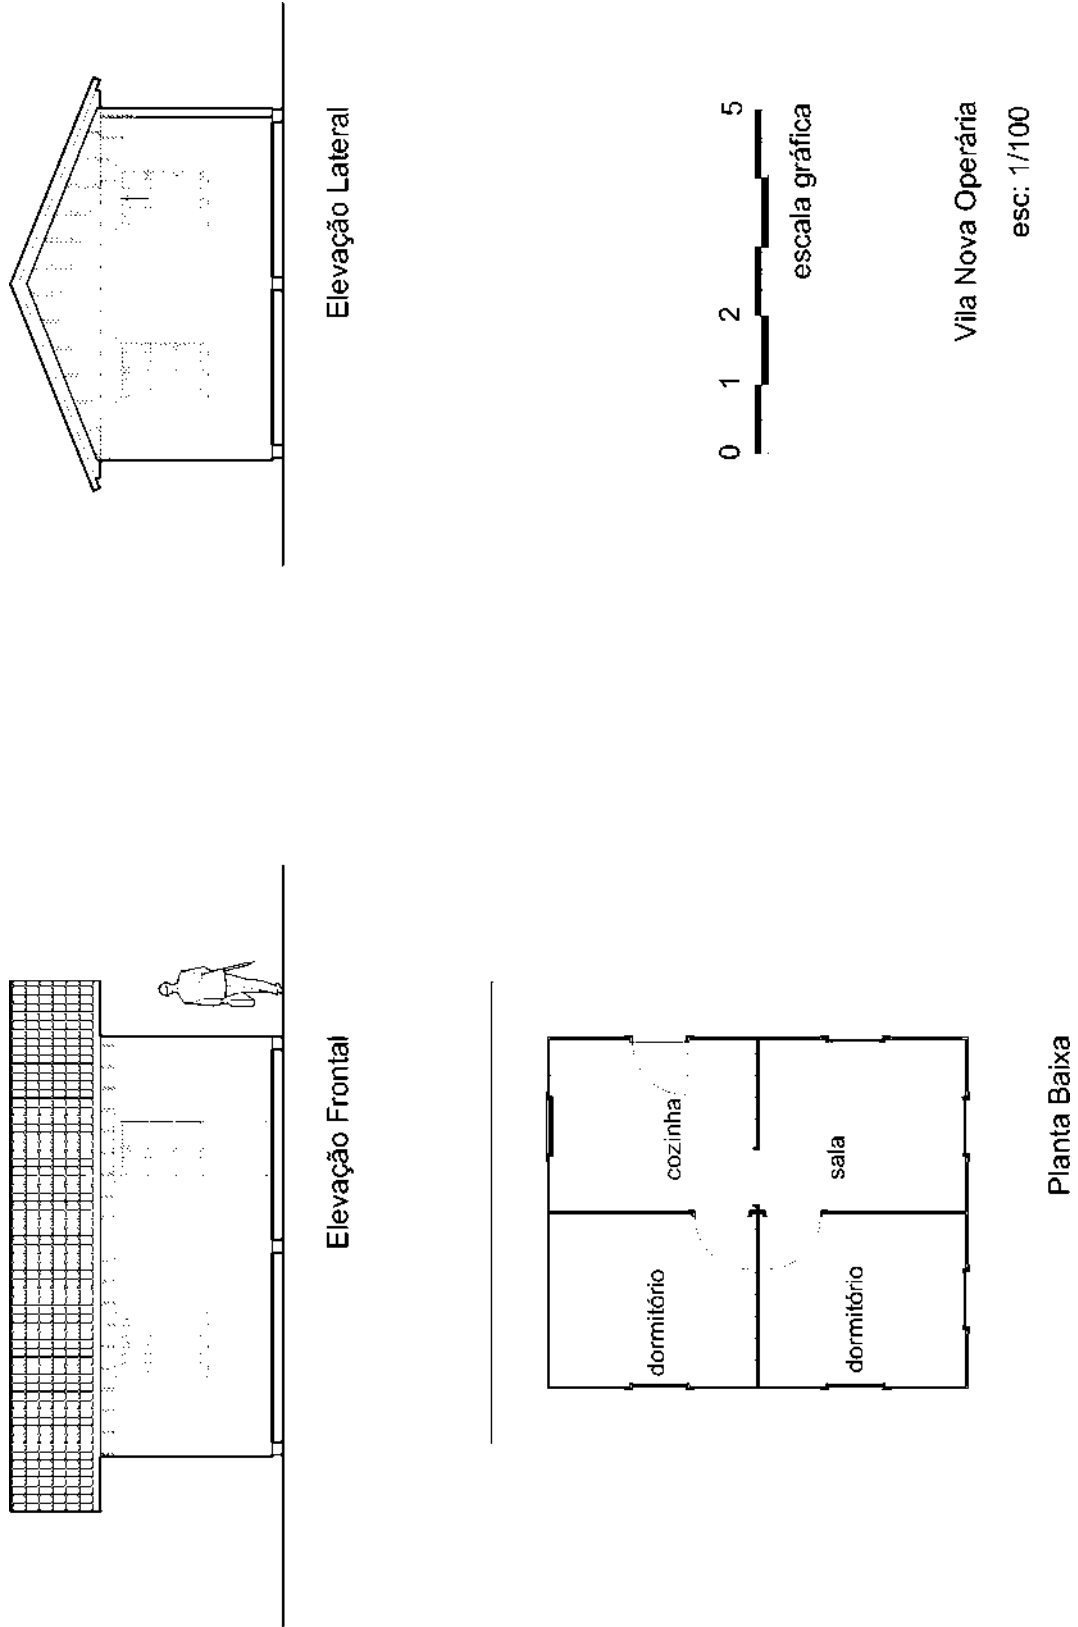 Elevação Frontal
Elevação Lateral
dormitório
cozinha
dormitório
sala
Planta Baixa
0 1 2 5
escala gráfica
Vila Nova Operária
esc: 1/100